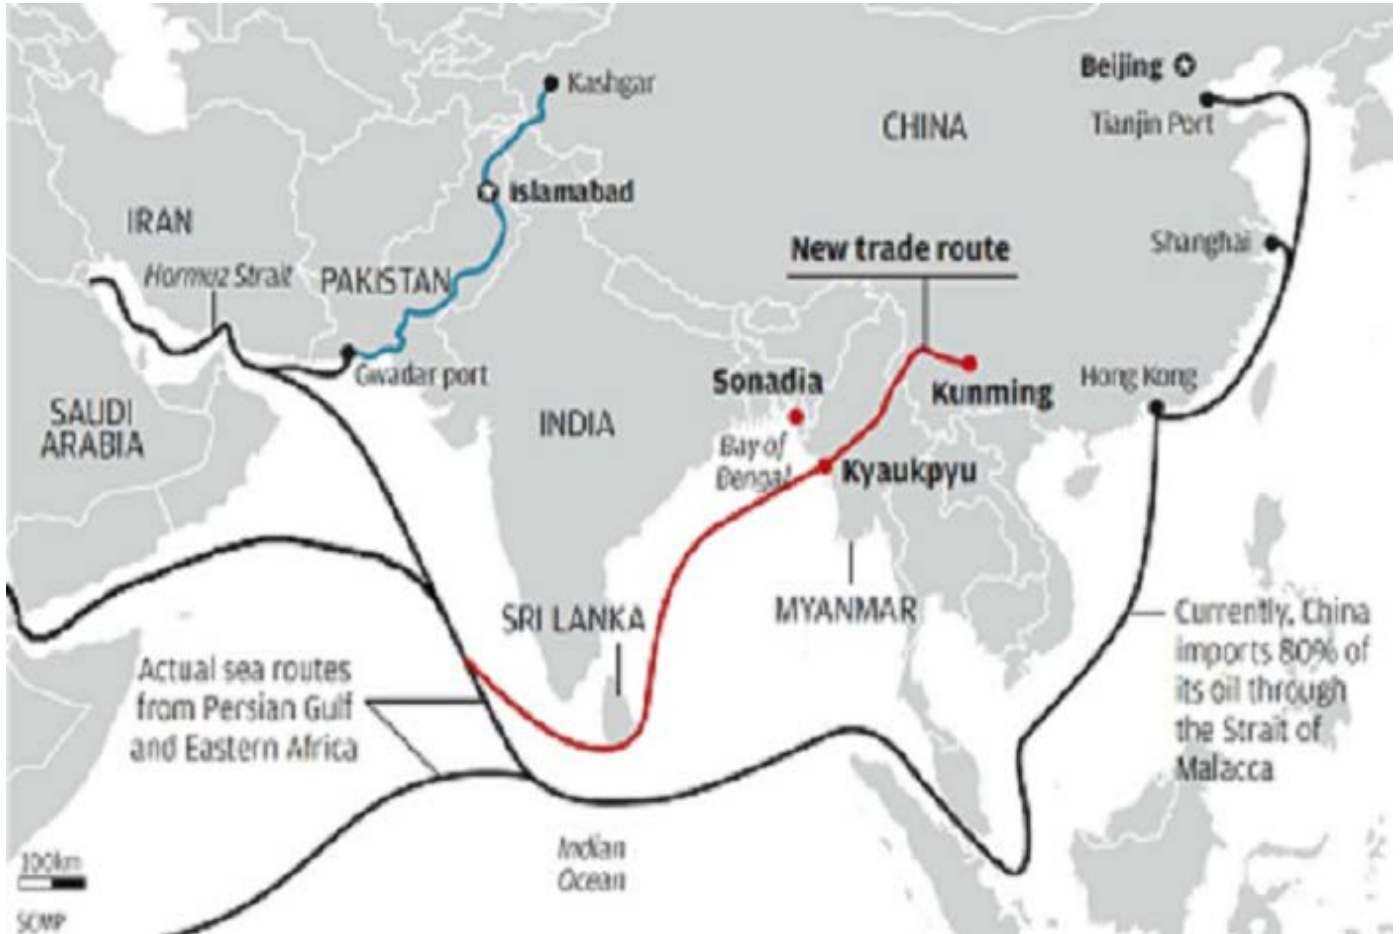 Kashgar
Beijing
Tianjin Port
CHINA
islamabad
IRAN
New trade route
Shanghai
Hormuz Strait
PAKISTAN
Gwadar port
Sonadia
Kunming
Hong Kong
SAUDI
ARABIA
INDIA
Bay of
Bengal
Kyaukpyu
SRI LANKA
MYANMAR
Currently, China
imports 80% of
its oil through
the Strait of
Malacca
Actual sea routes
from Persian Gulf
and Eastern Africa
Indian
Ocean
100km
SCMP